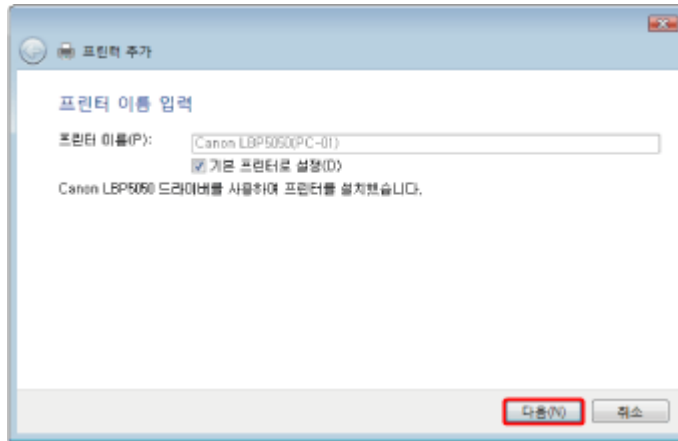 프린터 추가
프린터 이름 입력
프린터 이름(P):
Canon LBP5050(PC-01)
기본 프린터로 설정(D)
Canon LBP5050 드라이버를 사용하여 프린터를 설치했습니다.
다음(N) 취소